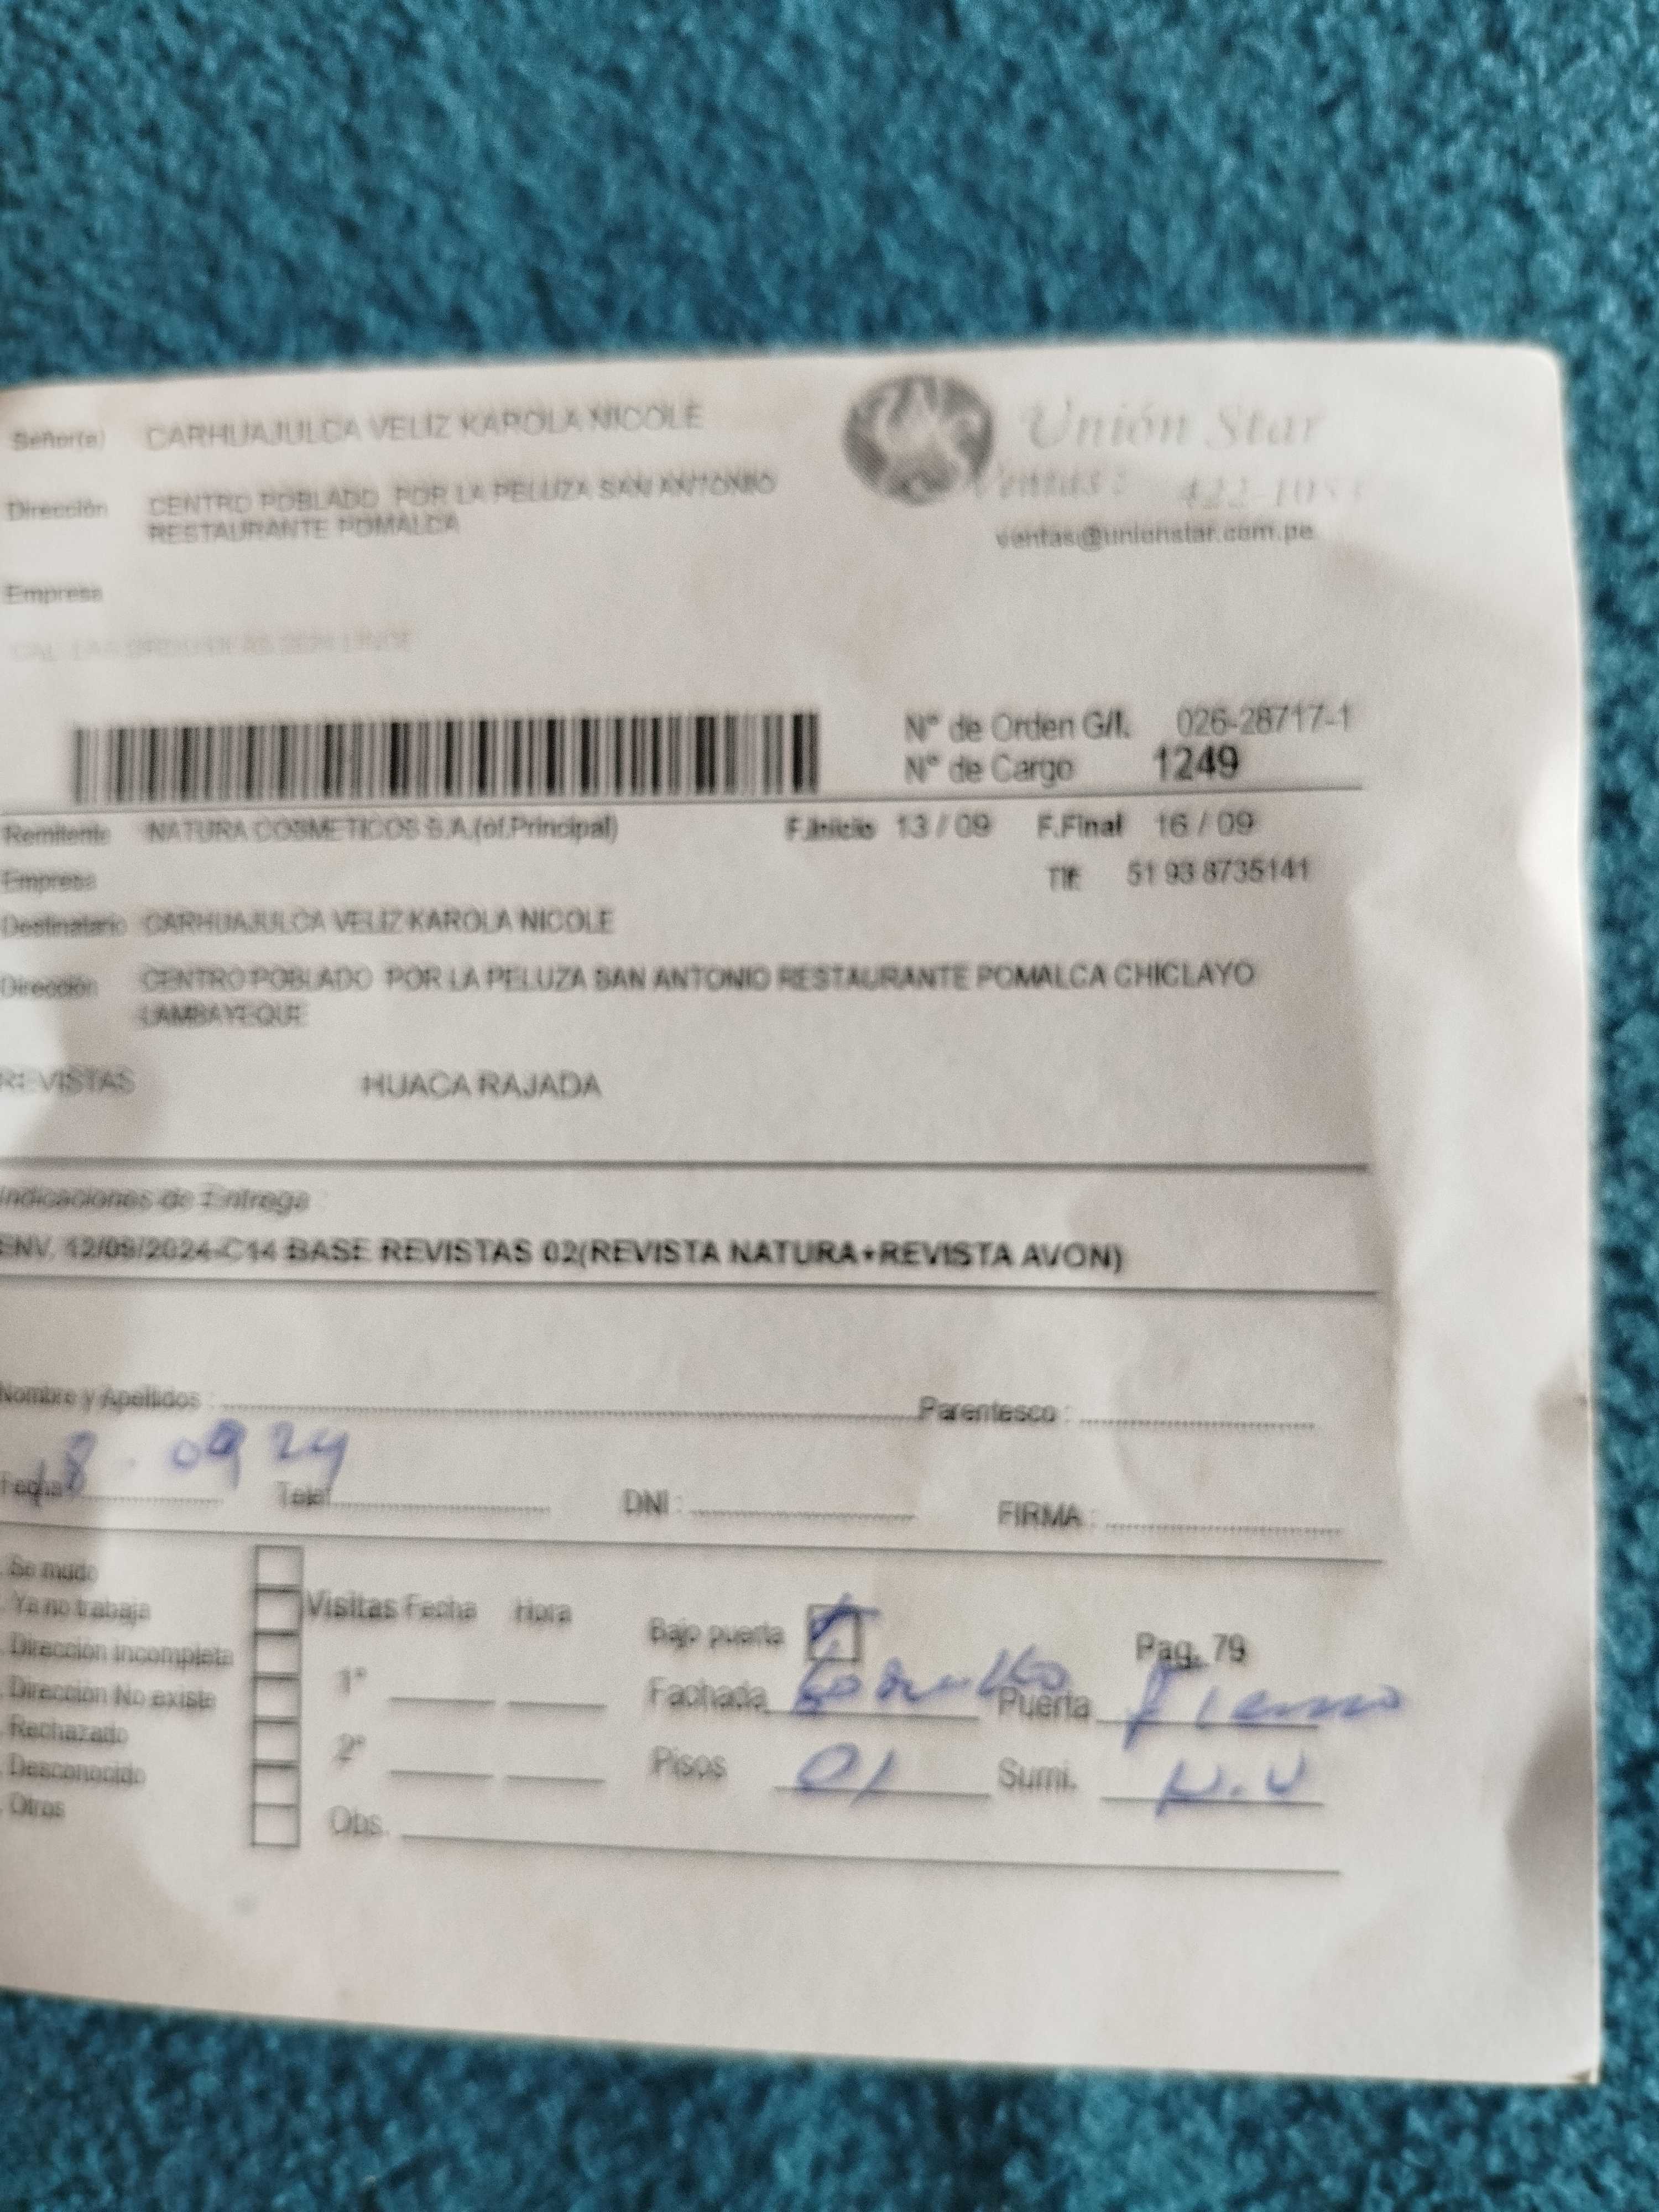 Señor(a) CARHUAJULCA VELIZ KAROLA NICOLE
Dirección CENTRO POBLADO POR LA PELUZA SAN ANTONIO
RESTAURANTE POMALCA
Empresa
Unión Star
Ventas :
ventas@unionstar.com.pe
N° de Orden G/I. 026-28717-1
N° de Cargo 1249
Remitente NATURA COSMETICOS S.A.(of.Principal) F.Inicio 13 / 09 F.Final 16 / 09
Empresa Tlf: 51 93 8735141
Destinatario CARHUAJULCA VELIZ KAROLA NICOLE
Dirección CENTRO POBLADO POR LA PELUZA SAN ANTONIO RESTAURANTE POMALCA CHICLAYO
LAMBAYEQUE
REVISTAS HUACA RAJADA
Indicaciones de Entrega :
ENV. 12/09/2024-C14 BASE REVISTAS 02(REVISTA NATURA+REVISTA AVON)
Nombre y Apellidos : Parentesco :
Fecha 18 . 09 24 Telef DNI : FIRMA :
. Se mudo
. Ya no trabaja
. Dirección Incompleta
. Dirección No existe
. Rechazado
. Desconocido
. Otros
Visitas Fecha Hora
1°
2°
Obs.
Bajo puerta Pag. 79
Fachada Puerta
Pisos 01 Sumi.